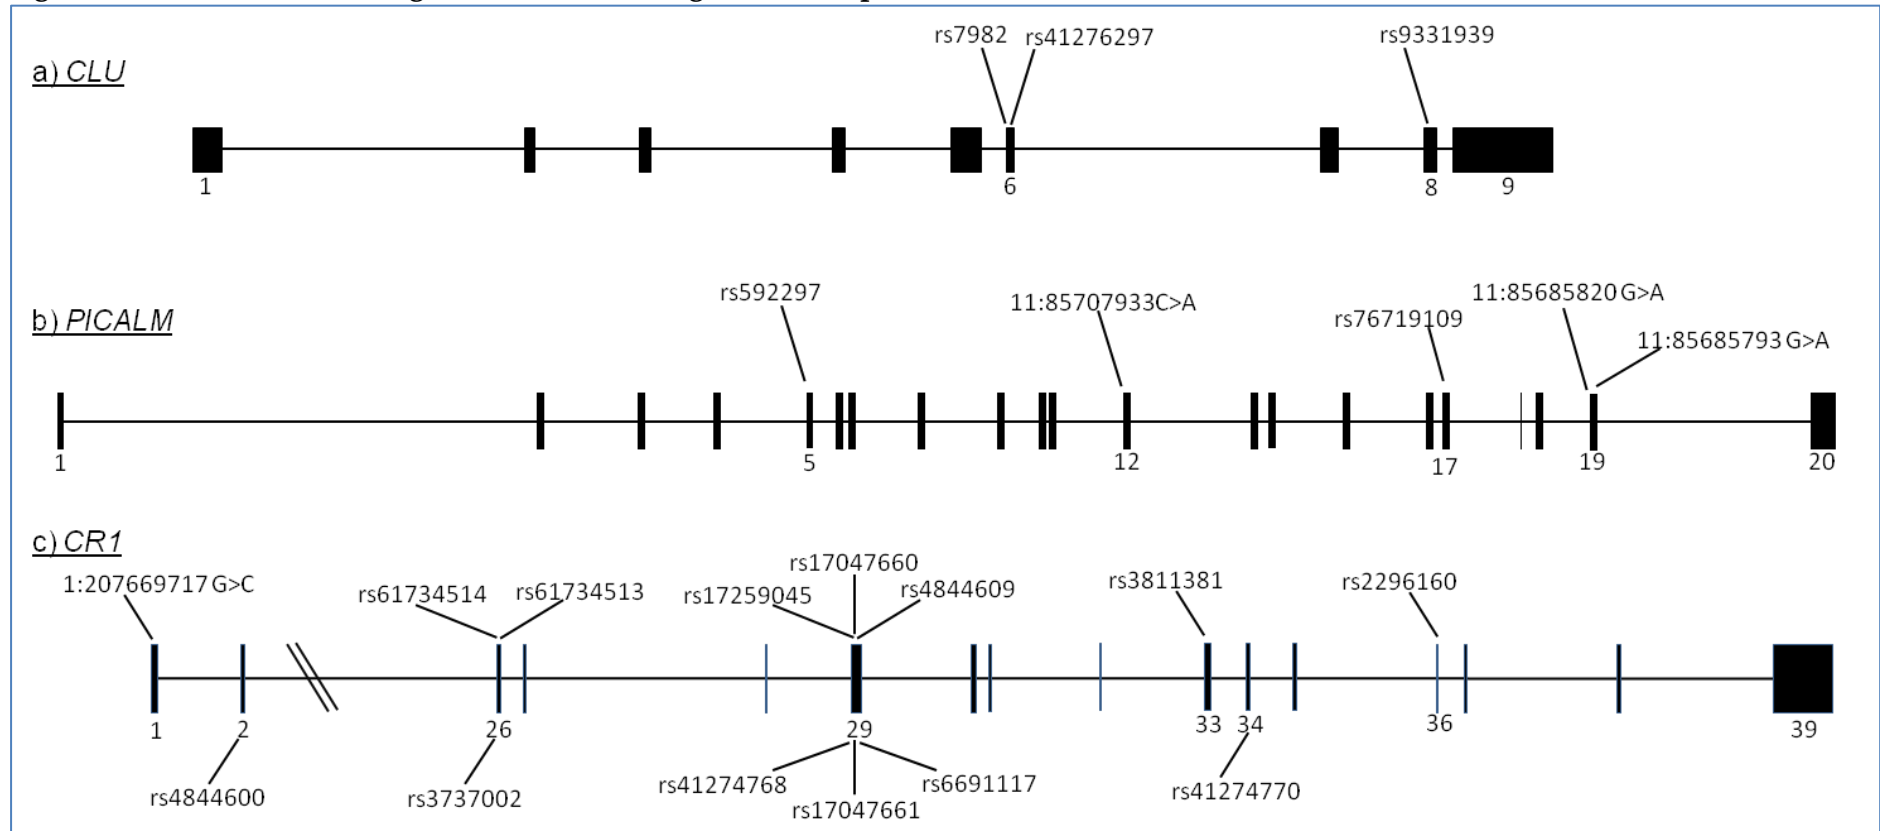 rs7982 rs41276297 rs9331939
a) CLU
1 6 8 9
rs592297 11:85707933C>A rs76719109 11:85685820 G>A
11:85685793 G>A
b) PICALM
1 5 12 17 19 20
c) CR1
1:207669717 G>C rs61734514 rs61734513 rs17259045 rs17047660 rs4844609 rs3811381 rs2296160
1 2 26 29 33 34 36 39
rs4844600 rs3737002 rs41274768 rs17047661 rs6691117 rs41274770